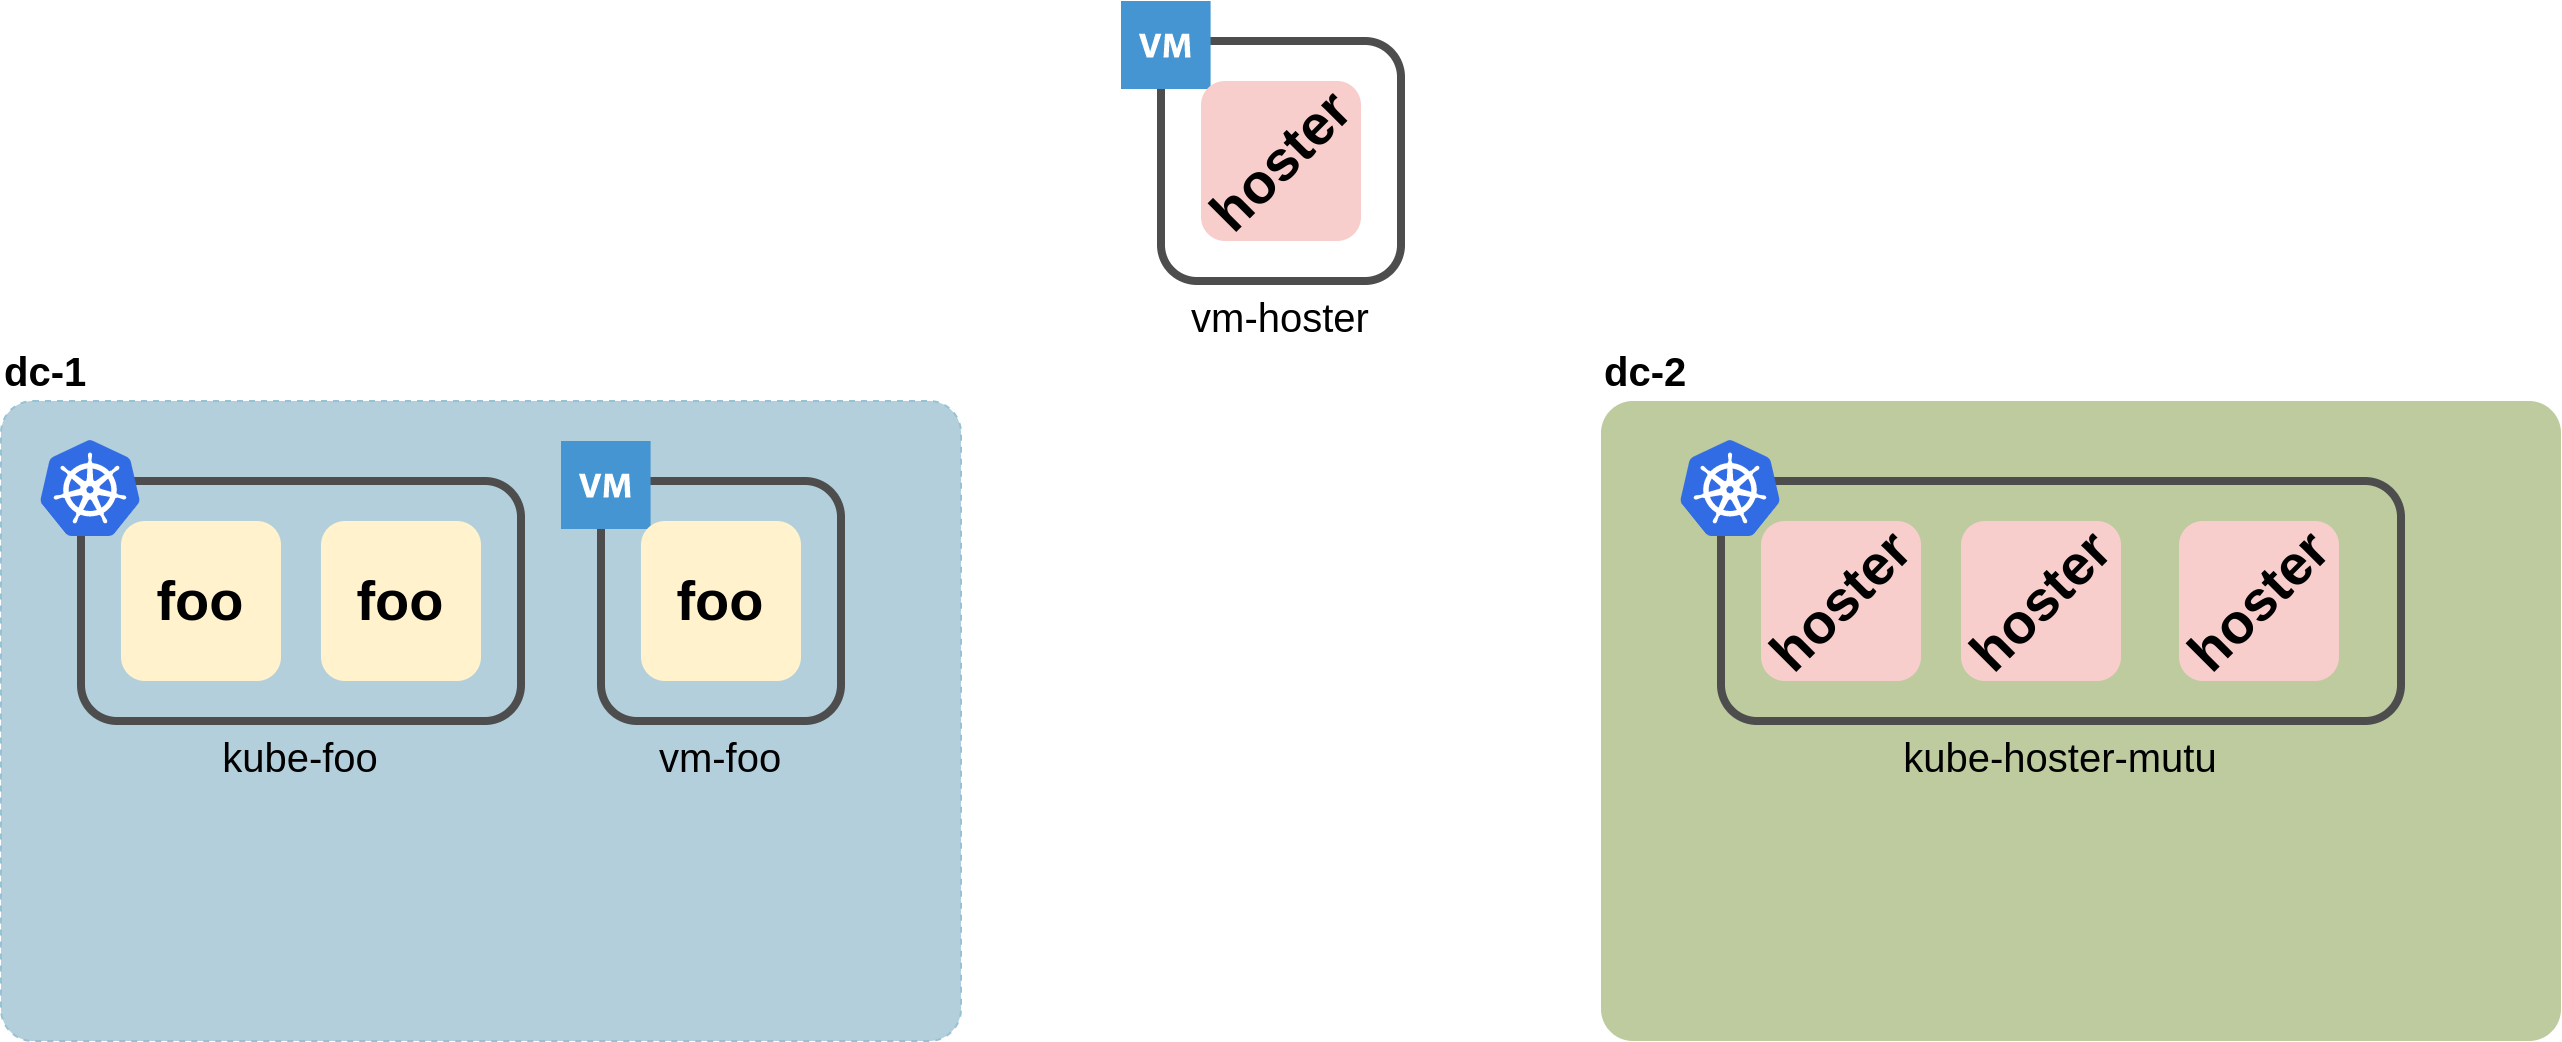 VM
hoster
vm-hoster
dc-1
dc-2
VM
foo
foo
foo
hoster
hoster
hoster
kube-foo
vm-foo
kube-hoster-mutu